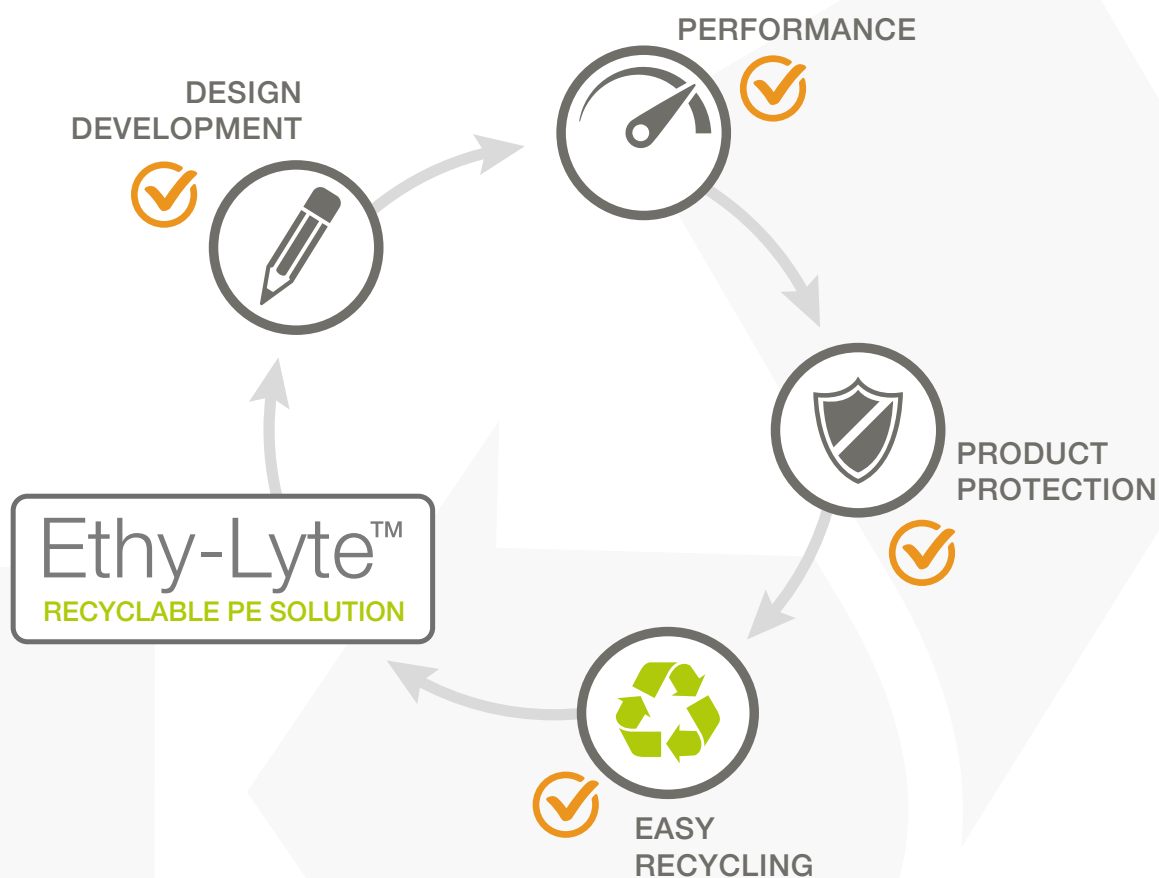 PERFORMANCE
DESIGN
DEVELOPMENT
PRODUCT
PROTECTION
Ethy-Lyte™
RECYCLABLE PE SOLUTION
EASY
RECYCLING